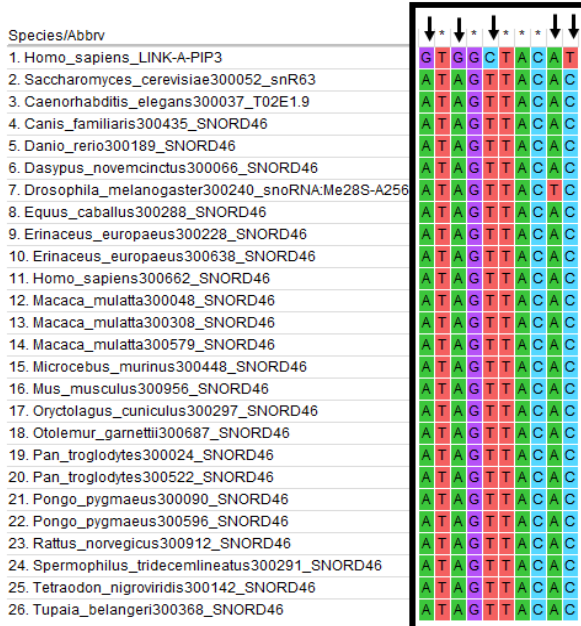 Species/Abbrv * * * * *
1. Homo_sapiens_LINK-A-PIP3 G T G G C T A C A T
2. Saccharomyces_cerevisiae300052_snR63 A T A G T T A C A C
3. Caenorhabditis_elegans300037_T02E1.9 A T A G T T A C A C
4. Canis_familiaris300435_SNORD46 A T A G T T A C A C
5. Danio_rerio300189_SNORD46 A T A G T T A C A C
6. Dasypus_novemcinctus300066_SNORD46 A T A G T T A C A C
7. Drosophila_melanogaster300240_snoRNA:Me28S-A256 A T A G T T A C T C
8. Equus_caballus300288_SNORD46 A T A G T T A C A C
9. Erinaceus_europaeus300228_SNORD46 A T A G T T A C A C
10. Erinaceus_europaeus300638_SNORD46 A T A G T T A C A C
11. Homo_sapiens300662_SNORD46 A T A G T T A C A C
12. Macaca_mulatta300048_SNORD46 A T A G T T A C A C
13. Macaca_mulatta300308_SNORD46 A T A G T T A C A C
14. Macaca_mulatta300579_SNORD46 A T A G T T A C A C
15. Microcebus_murinus300448_SNORD46 A T A G T T A C A C
16. Mus_musculus300956_SNORD46 A T A G T T A C A C
17. Oryctolagus_cuniculus300297_SNORD46 A T A G T T A C A C
18. Otolemur_garnettii300687_SNORD46 A T A G T T A C A C
19. Pan_troglodytes300024_SNORD46 A T A G T T A C A C
20. Pan_troglodytes300522_SNORD46 A T A G T T A C A C
21. Pongo_pygmaeus300090_SNORD46 A T A G T T A C A C
22. Pongo_pygmaeus300596_SNORD46 A T A G T T A C A C
23. Rattus_norvegicus300912_SNORD46 A T A G T T A C A C
24. Spermophilus_tridecemlineatus300291_SNORD46 A T A G T T A C A C
25. Tetraodon_nigroviridis300142_SNORD46 A T A G T T A C A C
26. Tupaia_belangeri300368_SNORD46 A T A G T T A C A C